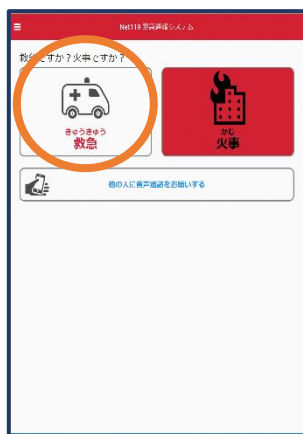 Net119 緊急通報システム
救急ですか？火事ですか？
きゅうきゅう
救急
かじ
火事
他の人に音声通話をお願いする